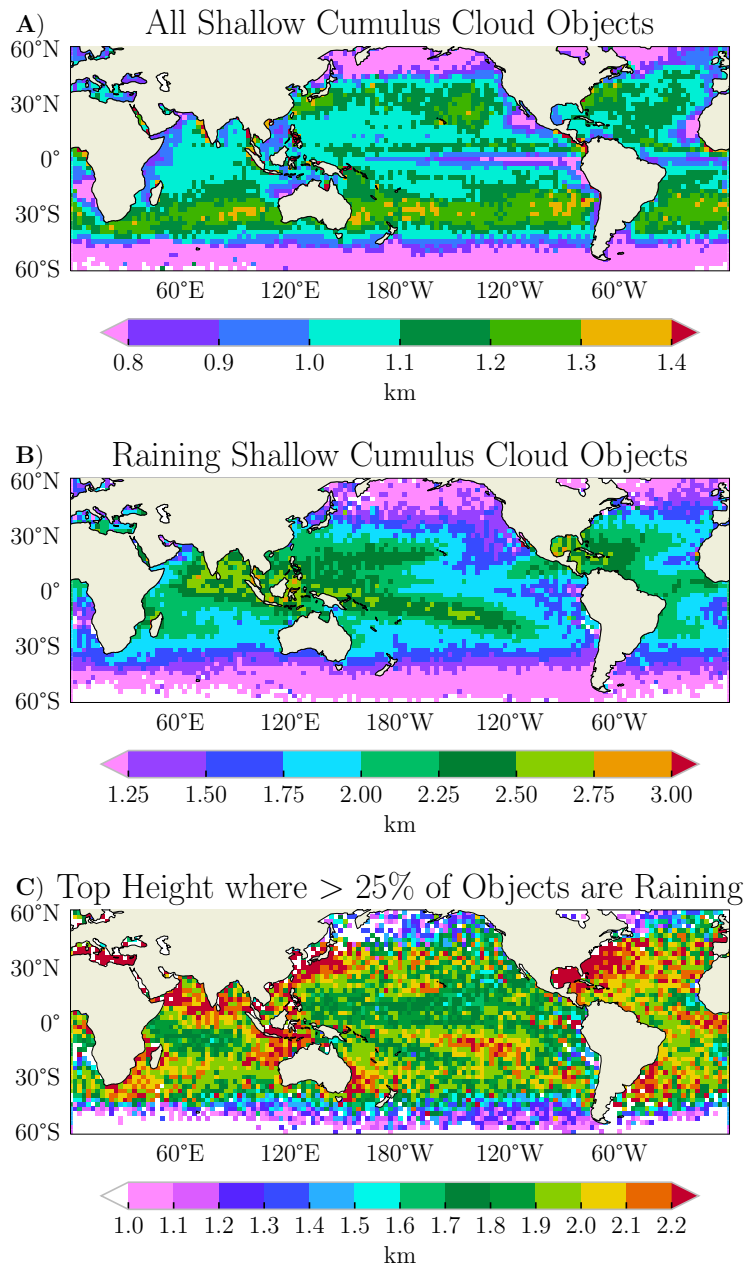 A) All Shallow Cumulus Cloud Objects
60°N
30°N
0°
30°S
60°S
60°E 120°E 180°W 120°W 60°W
0.8 0.9 1.0 1.1 1.2 1.3 1.4
km
B) Raining Shallow Cumulus Cloud Objects
60°N
30°N
0°
30°S
60°S
60°E 120°E 180°W 120°W 60°W
1.25 1.50 1.75 2.00 2.25 2.50 2.75 3.00
km
C) Top Height where > 25% of Objects are Raining
60°N
30°N
0°
30°S
60°S
60°E 120°E 180°W 120°W 60°W
1.0 1.1 1.2 1.3 1.4 1.5 1.6 1.7 1.8 1.9 2.0 2.1 2.2
km